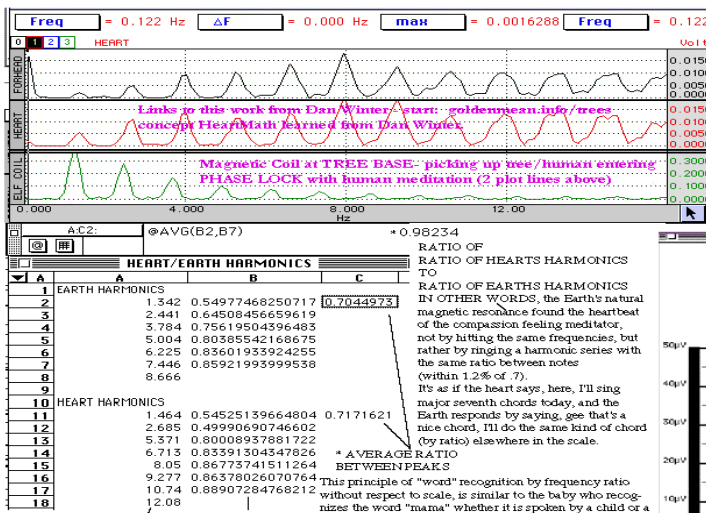 Freq = 0.122 Hz ΔF = 0.000 Hz max = 0.0016288 Freq = 0.122
0 1 2 3 HEART Volt
FORHEAD
0.0150
0.0100
0.0050
0.000
HEART
0.0150
0.0100
0.0050
0.000
Links to this work from Dan Winter - start: goldenmean.info/trees
concept HeartMath learned from Dan Winter
ELF COIL
0.3000
0.2000
0.1000
0.0000
Magnetic Coil at TREE BASE- picking up tree/human entering
PHASE LOCK with human meditation (2 plot lines above)
0.000 4.000 8.000 12.00
Hz
A:C2: @AVG(B2,B7) *0.98234
@
HEART/EARTH HARMONICS
A A B C
1 EARTH HARMONICS
2 1.342 0.54977468250717 0.7044973
3 2.441 0.64508456659619
4 3.784 0.7561950439 6483
5 5.004 0.80385542168675
6 6.225 0.83601933924255
7 7.446 0.85921993999538
8 8.666
9
10 HEART HARMONICS
11 1.464 0.54525139664804 0.7171621
12 2.685 0.49990690746602
13 5.371 0.80008937881722
14 6.713 0.83391304347826
15 8.05 0.86773741511264
16 9.277 0.86378026070764
17 10.74 0.88907284768212
18 12.08
* AVERAGE RATIO
BETWEEN PEAKS
RATIO OF
RATIO OF HEARTS HARMONICS
TO
RATIO OF EARTHS HARMONICS
IN OTHER WORDS, the Earth's natural
magnetic resonance found the heartbeat
of the compassion feeling meditator,
not by hitting the same frequencies, but
rather by ringing a harmonic series with
the same ratio between notes
(within 1.2% of .7).
It's as if the heart says, here, I'll sing
major seventh chords today, and the
Earth responds by saying, gee that's a
nice chord, I'll do the same kind of chord
(by ratio) elsewhere in the scale.
This principle of "word" recognition by frequency ratio
without respect to scale, is similar to the baby who recog-
nizes the word "mama" whether it is spoken by a child or a
50µV
40µV
30µV
20µV
10µV